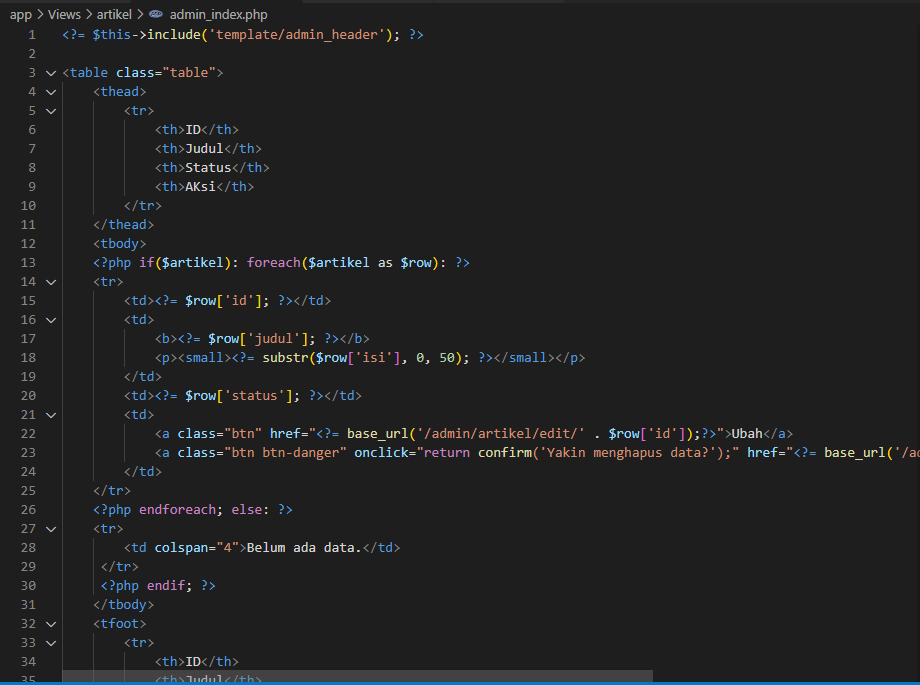 app > Views > artikel > admin_index.php
1 <?= $this->include('template/admin_header'); ?>
2
3 <table class="table">
4 <thead>
5 <tr>
6 <th>ID</th>
7 <th>Judul</th>
8 <th>Status</th>
9 <th>AKsi</th>
10 </tr>
11 </thead>
12 <tbody>
13 <?php if($artikel): foreach($artikel as $row): ?>
14 <tr>
15 <td><?= $row['id']; ?></td>
16 <td>
17 <b><?= $row['judul']; ?></b>
18 <p><small><?= substr($row['isi'], 0, 50); ?></small></p>
19 </td>
20 <td><?= $row['status']; ?></td>
21 <td>
22 <a class="btn" href="<?= base_url('/admin/artikel/edit/' . $row['id']);?>">Ubah</a>
23 <a class="btn btn-danger" onclick="return confirm('Yakin menghapus data?');" href="<?= base_url('/ad
24 </td>
25 </tr>
26 <?php endforeach; else: ?>
27 <tr>
28 <td colspan="4">Belum ada data.</td>
29 </tr>
30 <?php endif; ?>
31 </tbody>
32 <tfoot>
33 <tr>
34 <th>ID</th>
35 <th>Judul</th>